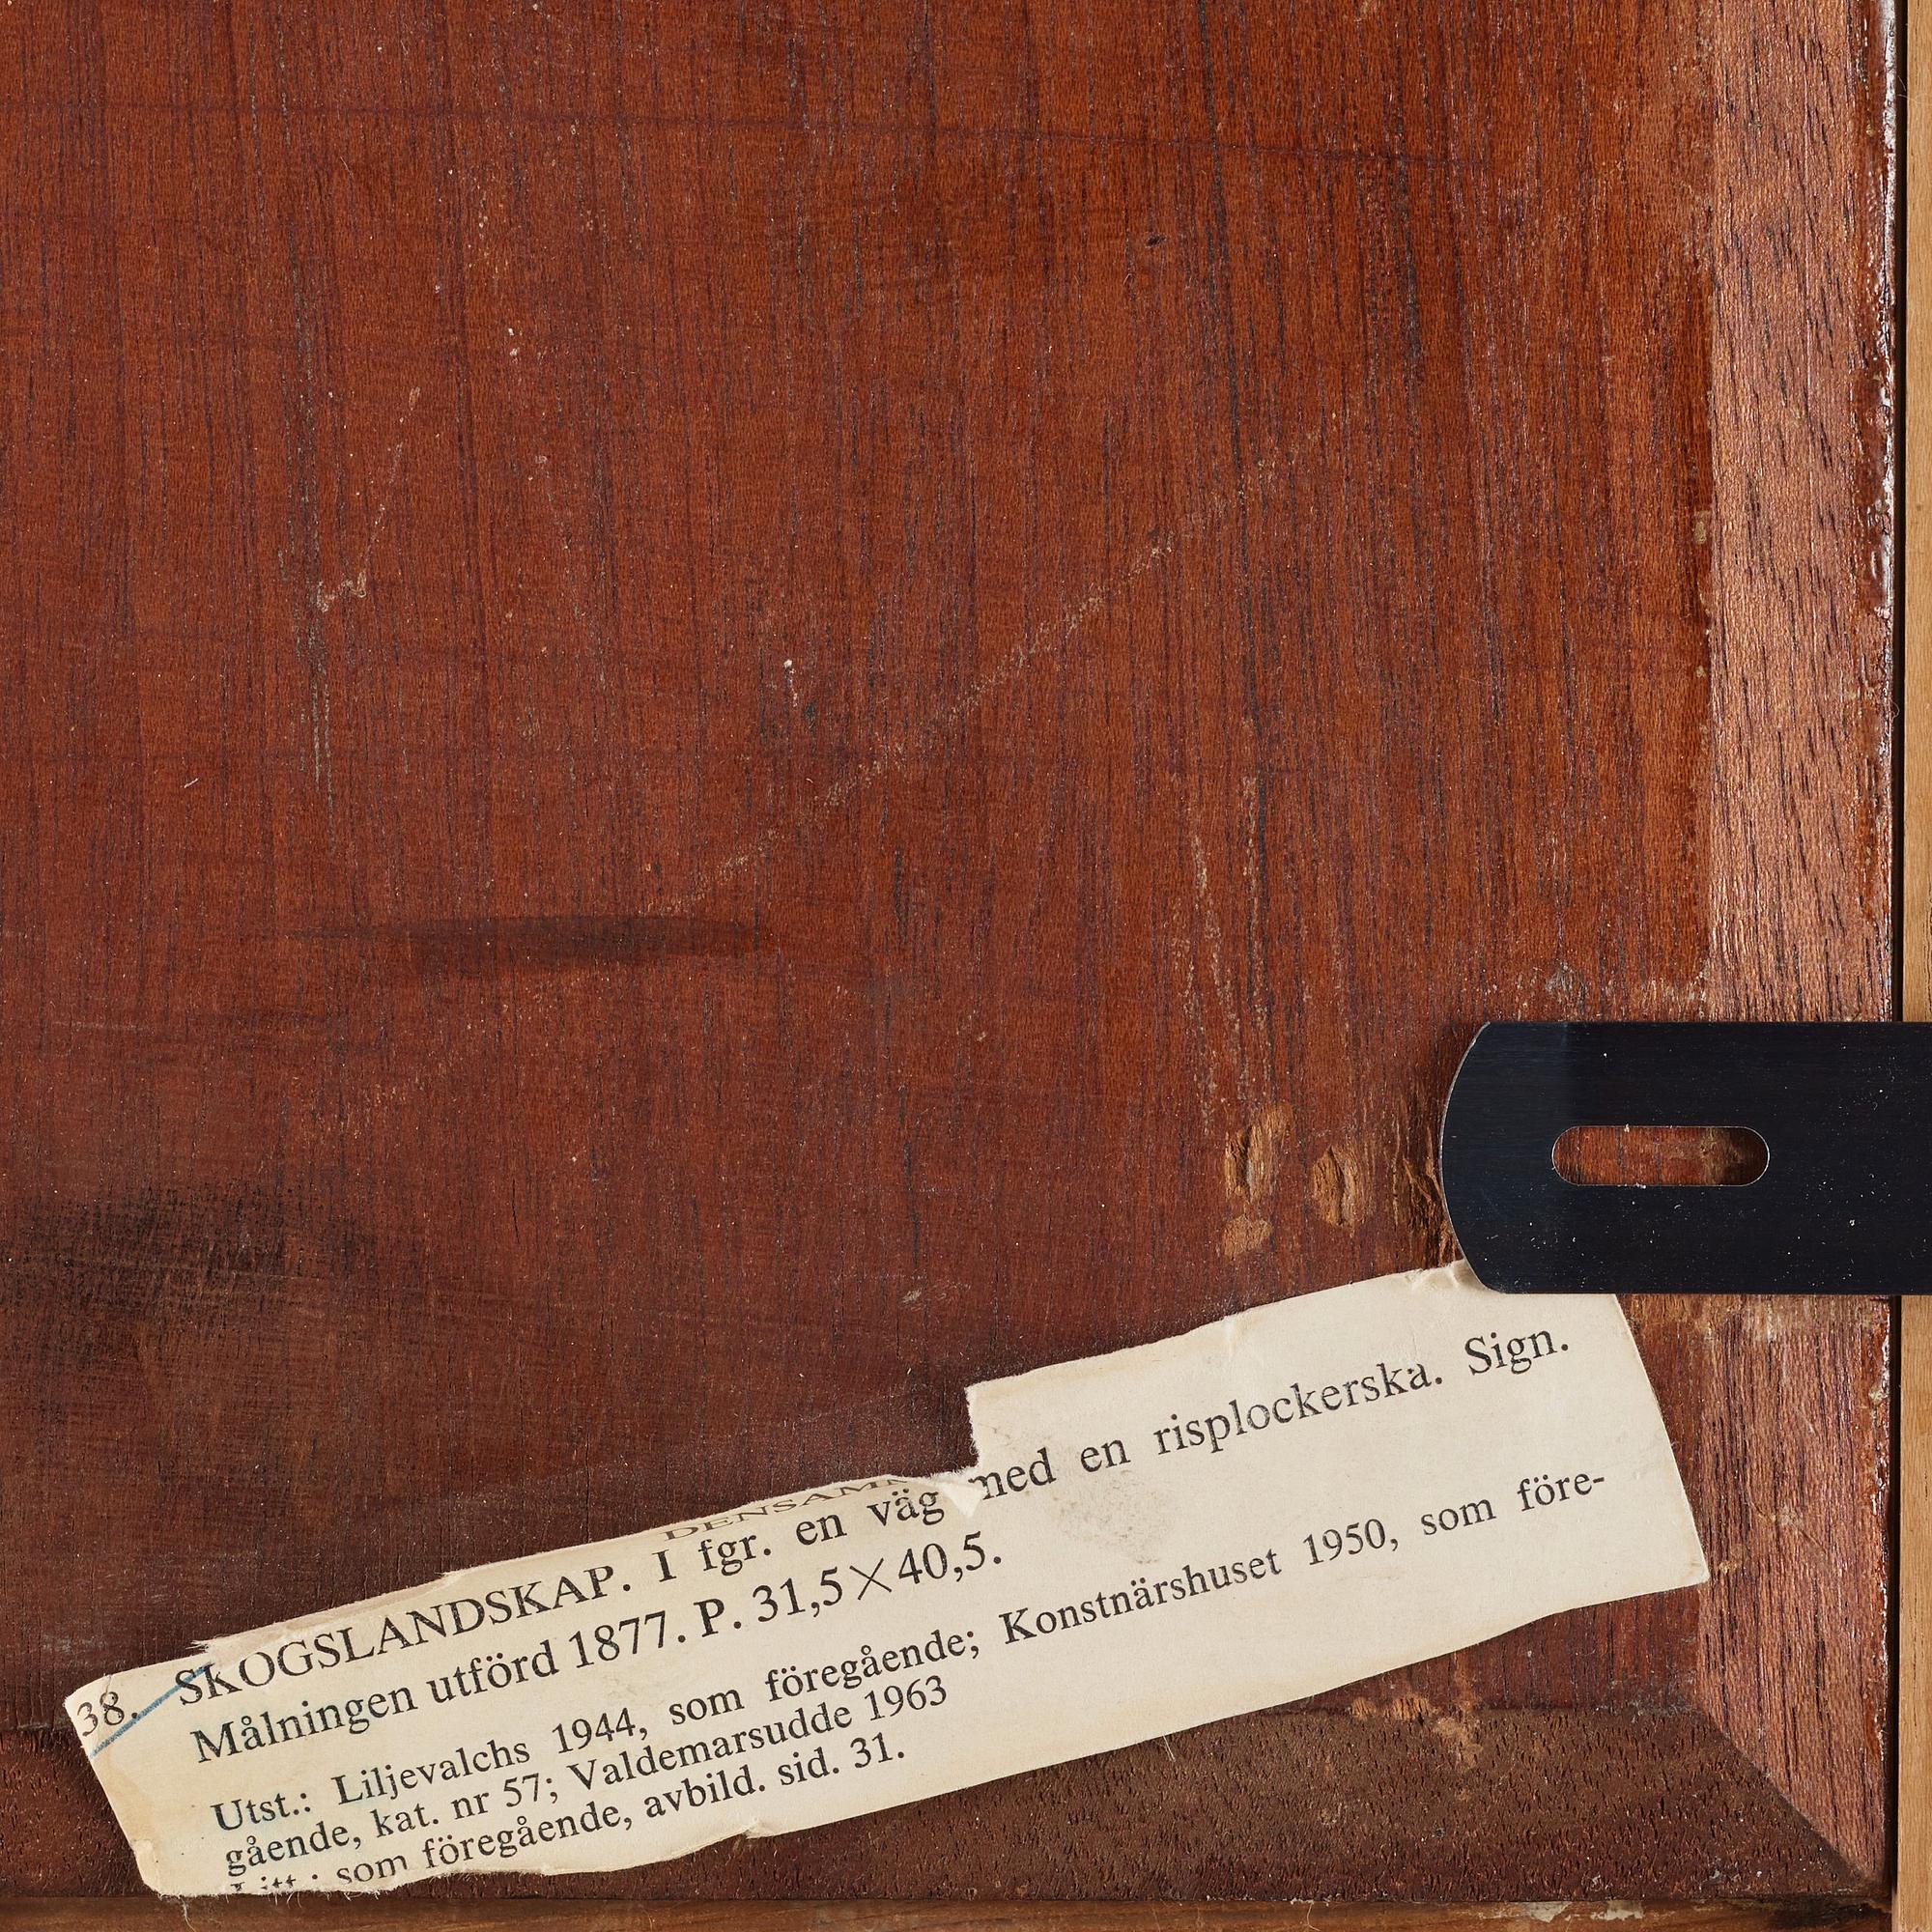 38. SKOGSLANDSKAP. I fgr. en väg med en risplockerska. Sign.
Målningen utförd 1877. P. 31,5×40,5.
Utst.: Liljevalchs 1944, som föregående; Konstnärshuset 1950, som före-
gående, kat. nr 57; Valdemarsudde 1963
Litt.: som föregående, avbild. sid. 31.